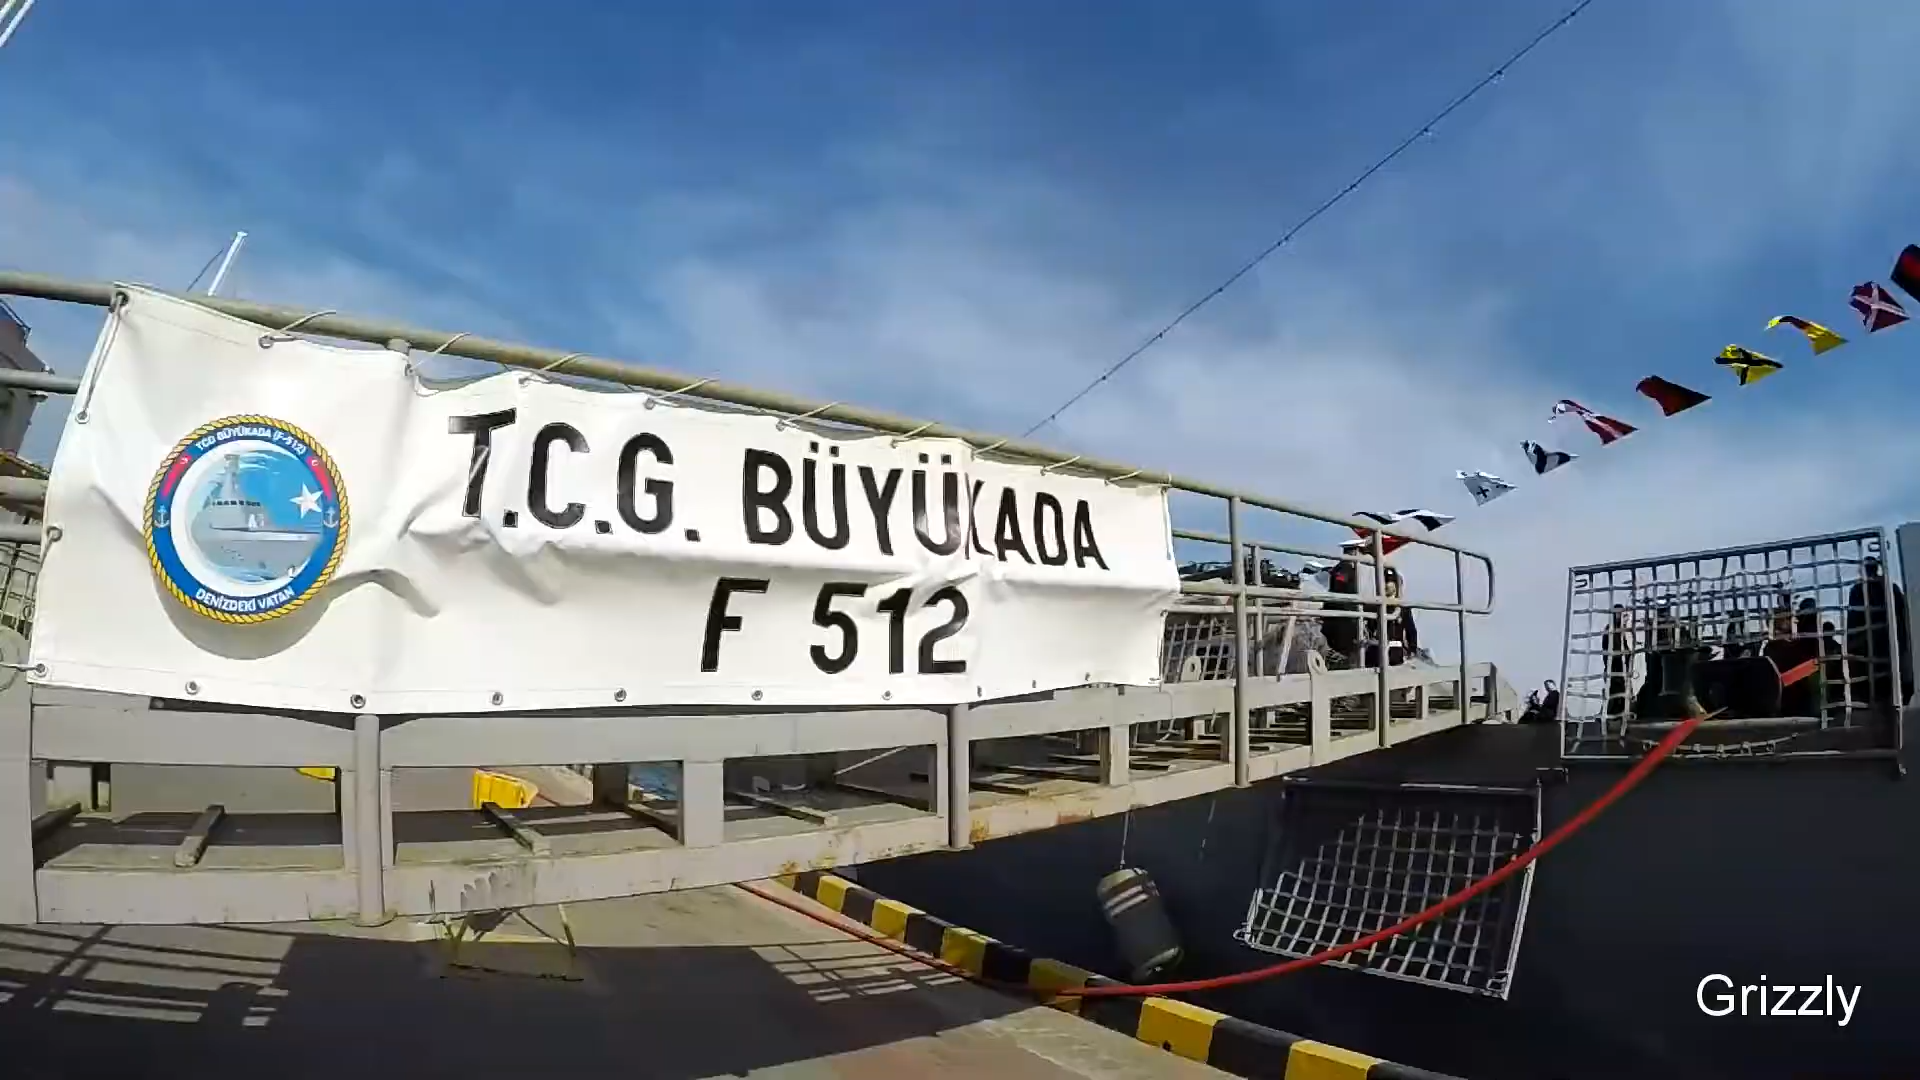 T.C.G. BÜYÜKADA
F 512
TCG BÜYÜKADA (F-512)
DENİZDEKİ VATAN
Grizzly